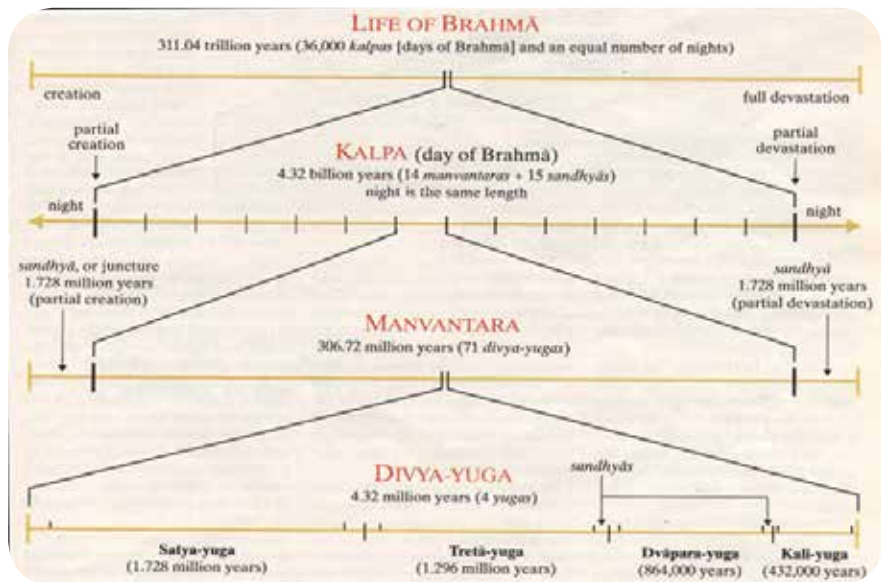 LIFE OF BRAHMĀ
311.04 trillion years (36,000 kalpas [days of Brahmā] and an equal number of nights)
creation
full devastation
partial
creation
partial
devastation
KALPA (day of Brahmā)
4.32 billion years (14 manvantaras + 15 sandhyās)
night is the same length
night
night
sandhyā, or juncture
1.728 million years
(partial creation)
sandhyā
1.728 million years
(partial devastation)
MANVANTARA
306.72 million years (71 divya-yugas)
DIVYA-YUGA
4.32 million years (4 yugas)
sandhyās
Satya-yuga
(1.728 million years)
Tretā-yuga
(1.296 million years)
Dvāpara-yuga
(864,000 years)
Kali-yuga
(432,000 years)